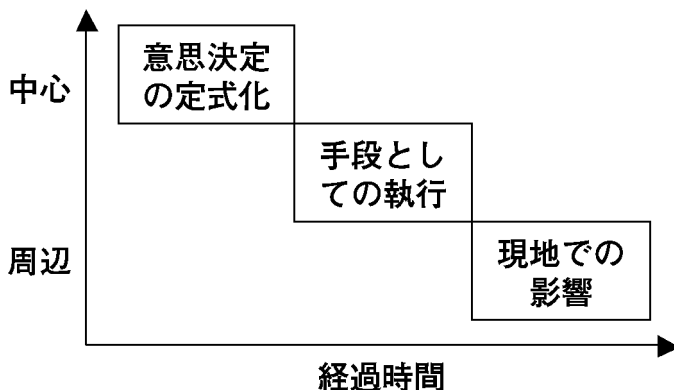 中心
意思決定
の定式化
手段とし
ての執行
周辺
現地での
影響
経過時間